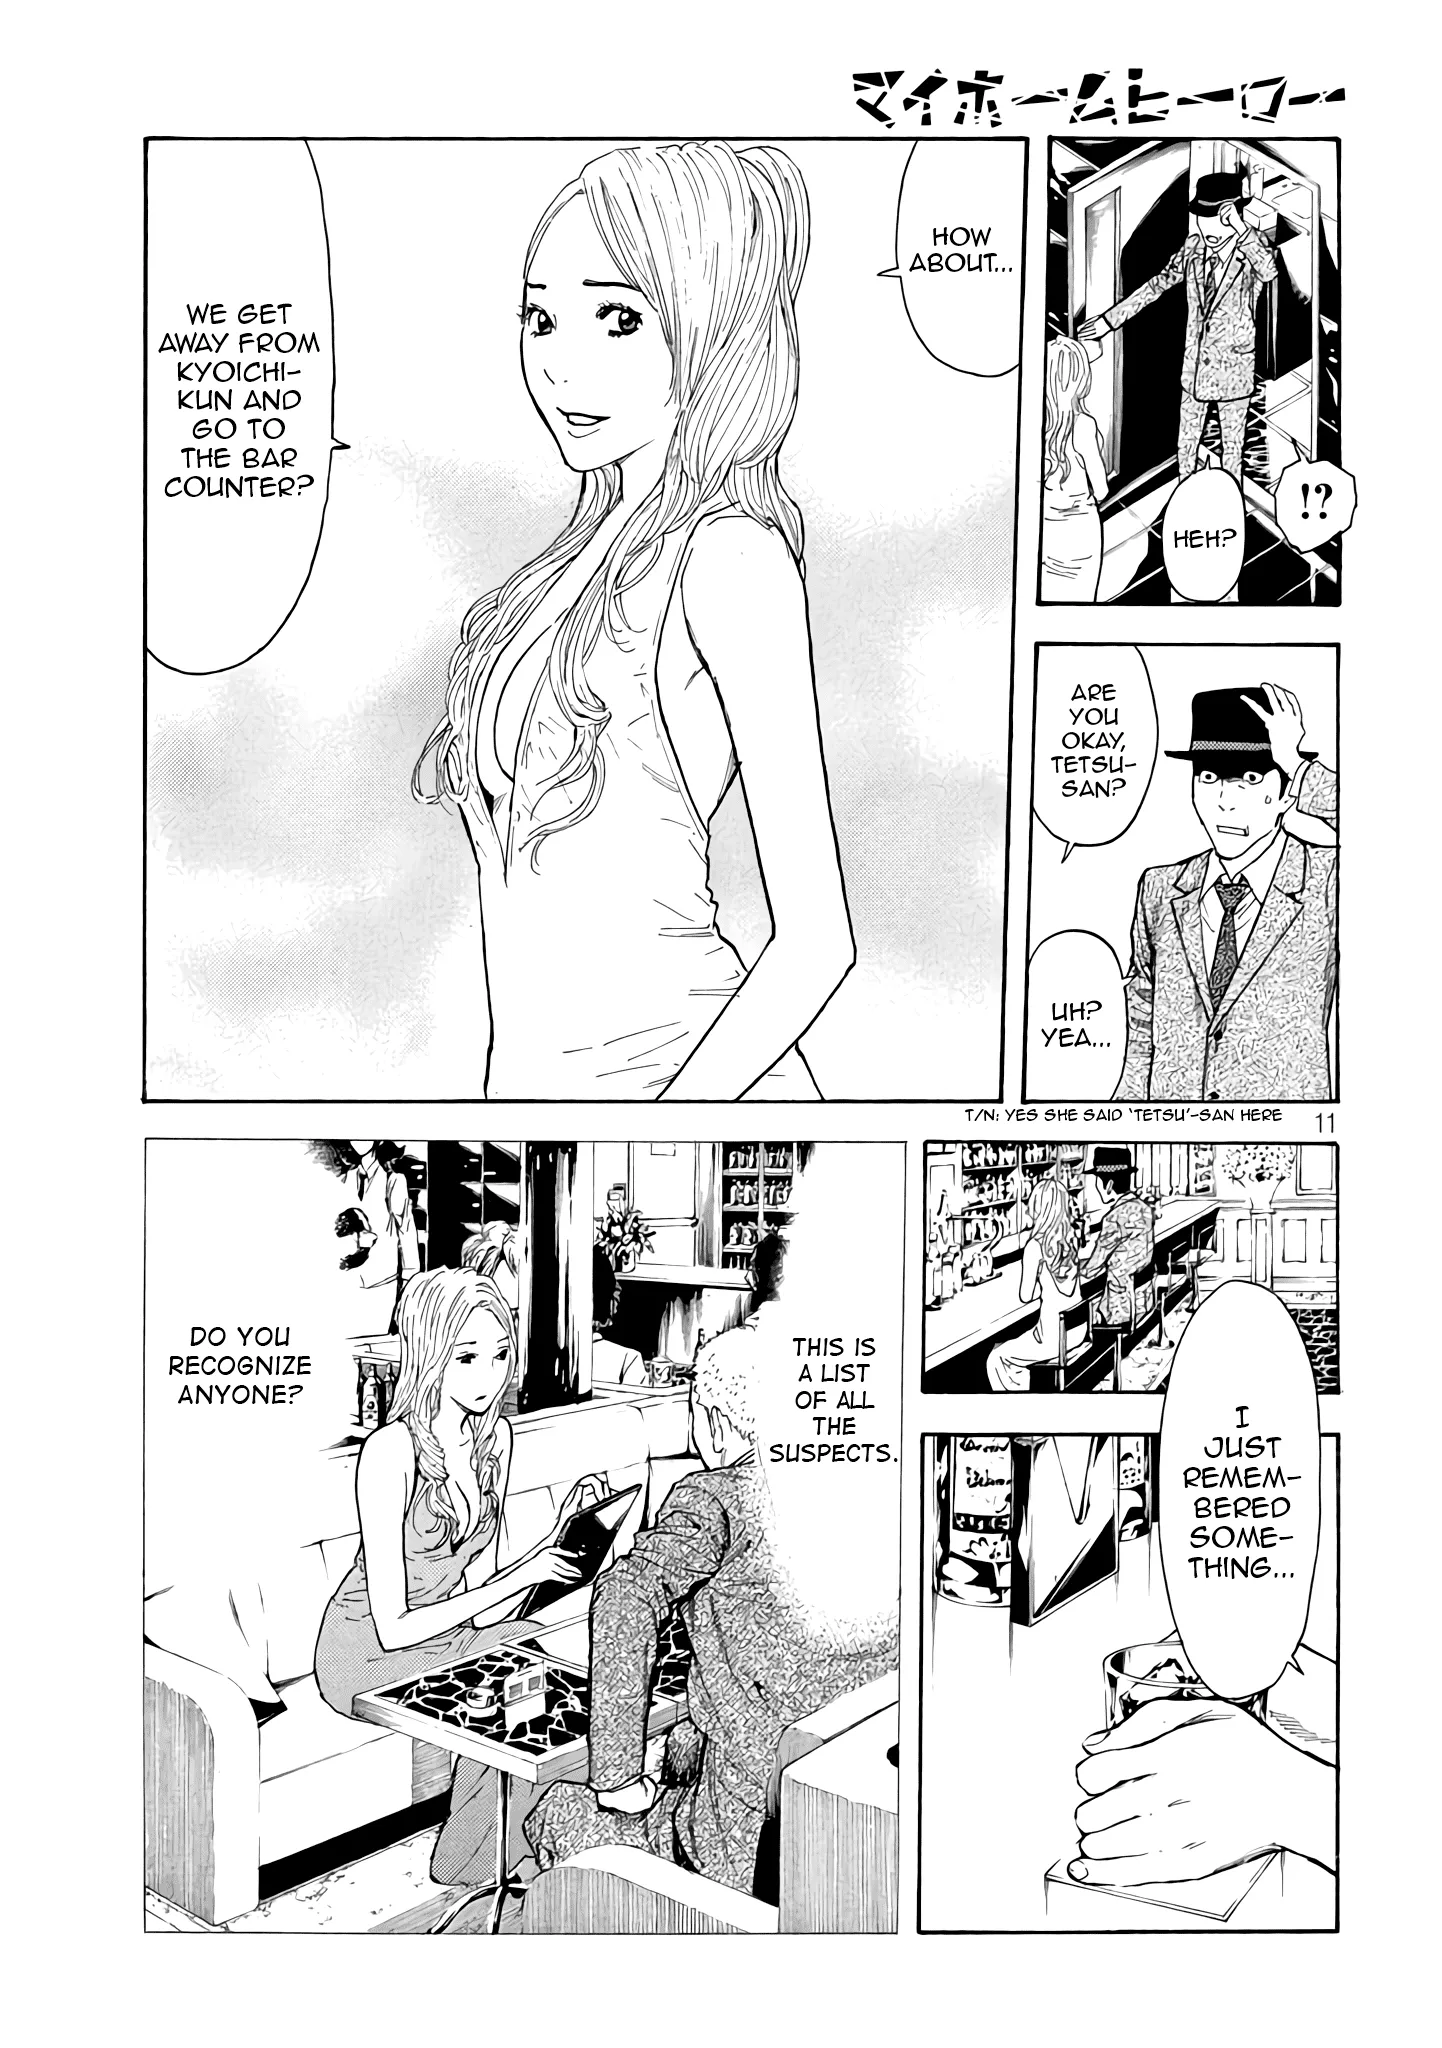 マイホームヒーロー
HEH?
!?
ARE
YOU
OKAY,
TETSU-
SAN?
UH?
YEA...
HOW
ABOUT...
WE GET
AWAY FROM
KYOICHI-
KUN AND
GO TO
THE BAR
COUNTER?
T/N: YES SHE SAID 'TETSU'-SAN HERE
11
I
JUST
REMEM-
BERED
SOME-
THING...
THIS IS
A LIST
OF ALL
THE
SUSPECTS.
DO YOU
RECOGNIZE
ANYONE?